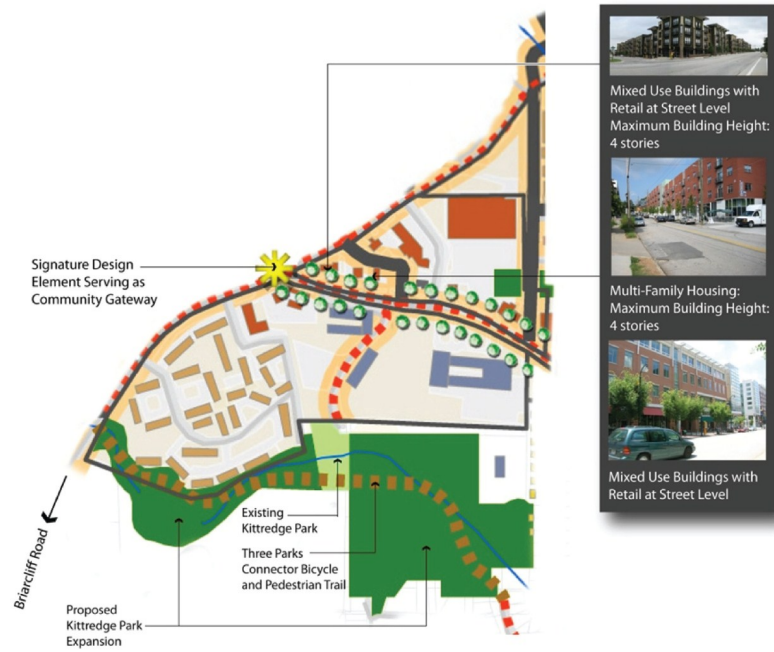 Mixed Use Buildings with
Retail at Street Level
Maximum Building Height:
4 stories
Signature Design
Element Serving as
Community Gateway
Multi-Family Housing:
Maximum Building Height:
4 stories
Mixed Use Buildings with
Retail at Street Level
Existing
Kittredge Park
Three Parks
Connector Bicycle
and Pedestrian Trail
Briarcliff Road
Proposed
Kittredge Park
Expansion